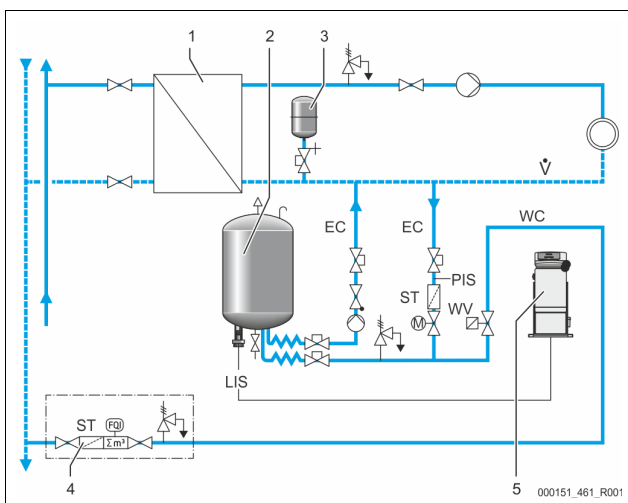 1
2
3
V̇
WC
EC
EC
PIS
ST
WV
M
5
LIS
ST
FQI
Σ m³
4
000151_461_R001